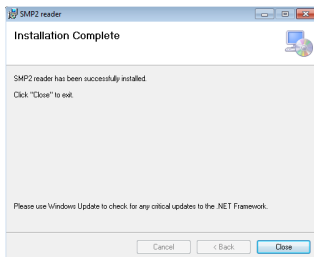 SMP2 reader
Installation Complete
SMP2 reader has been successfully installed.
Click "Close" to exit.
Please use Windows Update to check for any critical updates to the .NET Framework.
Cancel < Back Close